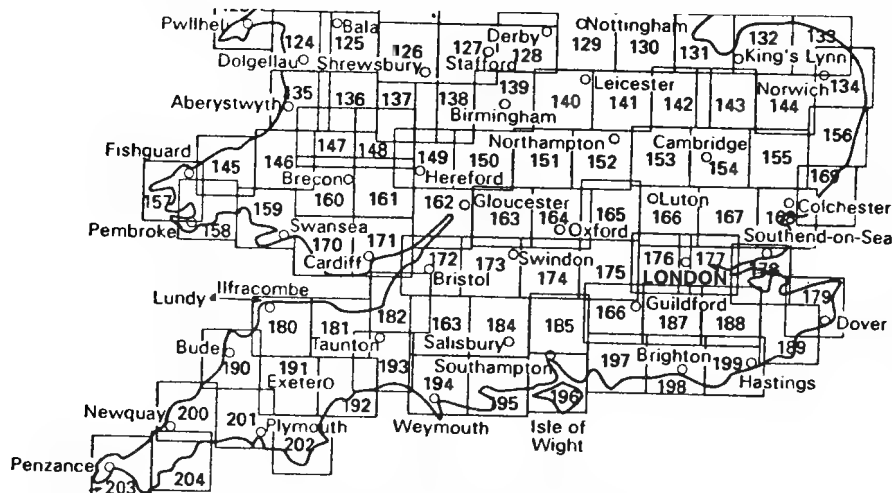 Pwllheli Bala Derby Nottingham 133
124 125 126 127 128 129 130 131 132
Dolgellau Shrewsbury Stafford King's Lynn
Leicester Norwich 134
135 136 137 138 139 140 141 142 143 144
Aberystwyth Birmingham
156
147 148 Northampton Cambridge
Fishguard 145 146 149 150 151 152 153 154 155
Brecon Hereford 169
157 160 161 162 Gloucester Luton Colchester
159 163 164 165 166 167 168
Pembroke 158 Swansea Oxford Southend-on-Sea
170 171 176 177 178
Cardiff 172 173 Swindon LONDON
Bristol 174 175 179
Lundy Ilfracombe Guildford
180 181 182 163 184 185 166 187 188 Dover
Taunton Salisbury 189
Bude 190 191 193 Southampton 197 Brighton 199
Exeter 194 196 198 Hastings
Newquay 200 192 195
201 Plymouth Weymouth Isle of
202 Wight
Penzance 203 204